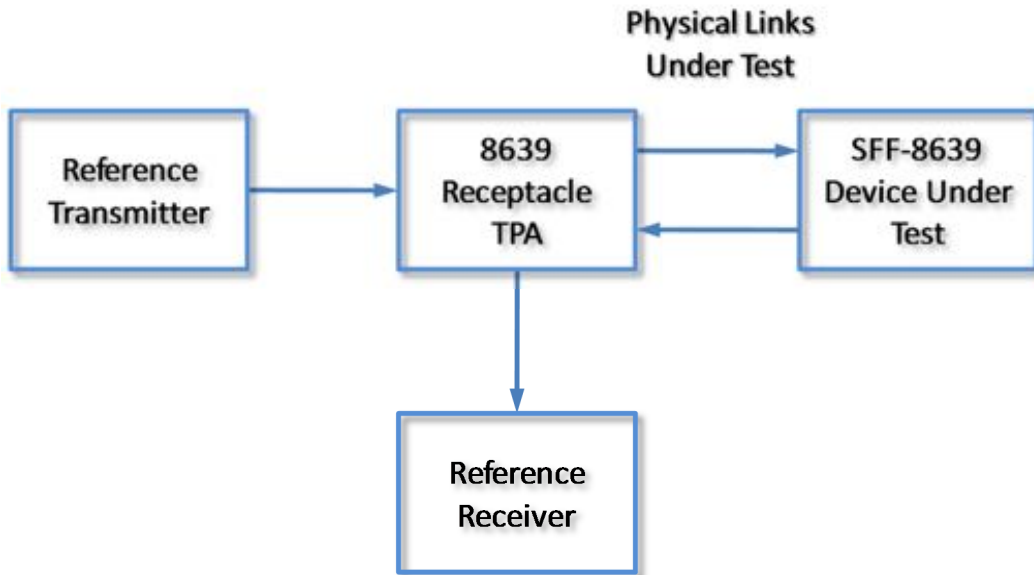 Physical Links
Under Test
Reference
Transmitter
8639
Receptacle
TPA
SFF-8639
Device Under
Test
Reference
Receiver